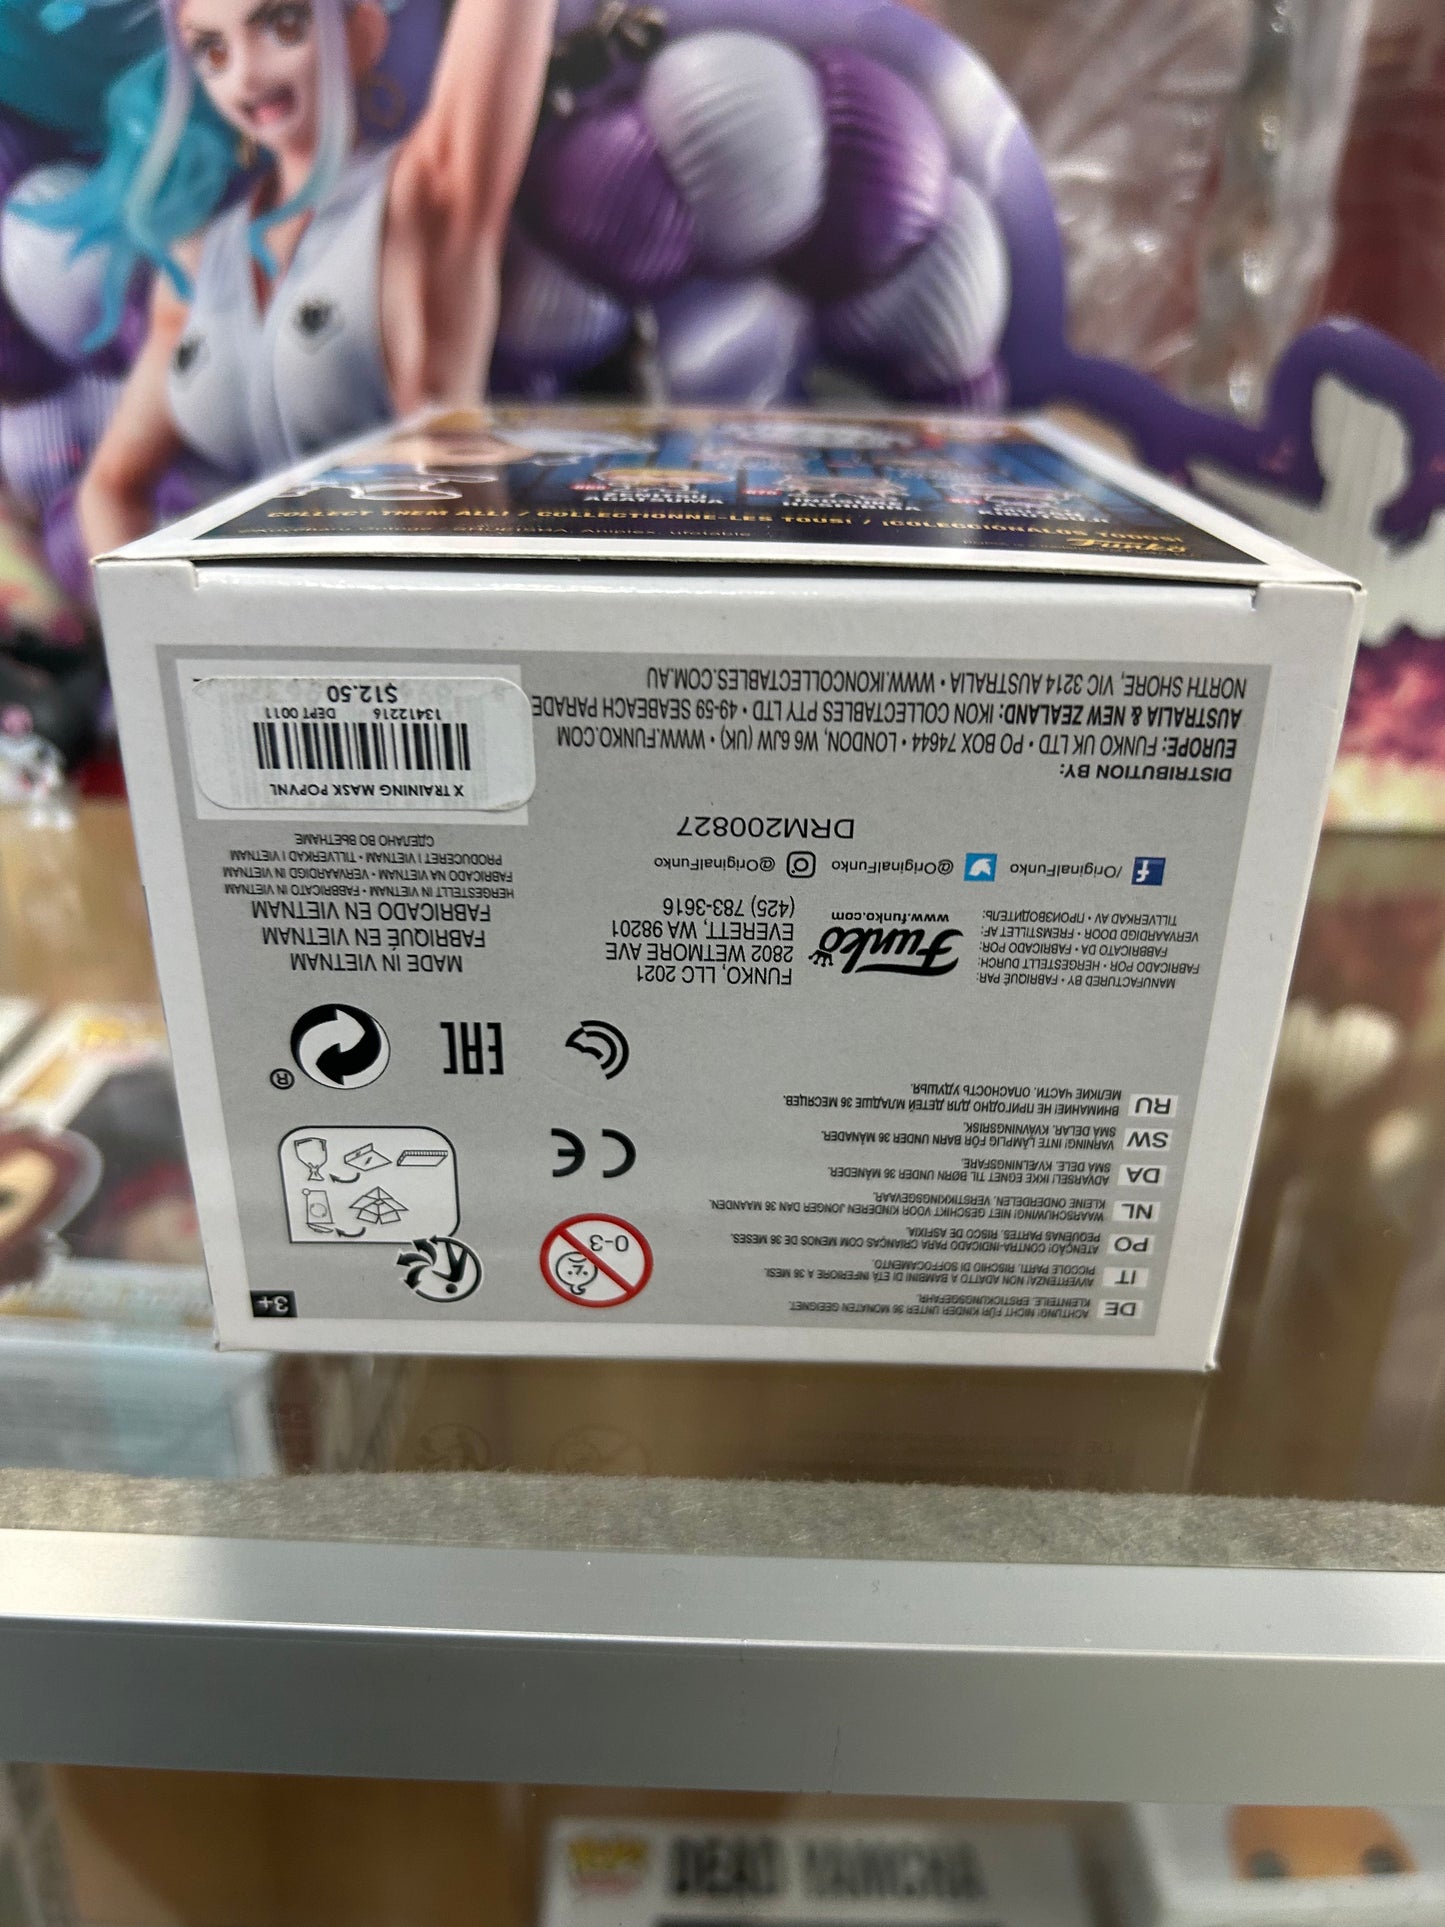 COLLECT THEM ALL! / COLLECTIONNE-LES TOUS! / ¡COLECCIÓNALOS TODOS!
Funko
AKATSUMA
DE ACHTUNG! NICHT FÜR KINDER UNTER 36 MONATEN GEEIGNET.
KLEINTEILE. ERSTICKUNGSGEFAHR.
IT AVVERTENZA! NON ADATTO A BAMBINI DI ETÀ INFERIORE A 36 MESI.
PICCOLE PARTI. RISCHIO DI SOFFOCAMENTO.
PO ATENÇÃO! CONTRA-INDICADO PARA CRIANÇAS COM MENOS DE 36 MESES.
PEQUENAS PARTES. RISCO DE ASFIXIA.
NL WAARSCHUWING! NIET GESCHIKT VOOR KINDEREN JONGER DAN 36 MAANDEN.
KLEINE ONDERDELEN. VERSTIKKINGSGEVAAR.
DA ADVARSEL! IKKE EGNET TIL BØRN UNDER 36 MÅNEDER.
SMÅ DELE. KVÆLNINGSFARE.
SW VARNING! INTE LÄMPLIG FÖR BARN UNDER 36 MÅNADER.
SMÅ DELAR. KVÄVNINGSRISK.
RU ВНИМАНИЕ! НЕ ПРИГОДНО ДЛЯ ДЕТЕЙ МЛАДШЕ 36 МЕСЯЦЕВ.
МЕЛКИЕ ЧАСТИ. ОПАСНОСТЬ УДУШЬЯ.
0-3
3+
CE
EAC
®
MANUFACTURED BY • FABRIQUÉ PAR:
FABRICADO POR • HERGESTELLT DURCH:
FABBRICATO DA • FABRICADO POR:
VERVAARDIGD DOOR • FREMSTILLET AF:
TILLVERKAD AV • ПРОИЗВОДИТЕЛЬ:
Funko
www.funko.com
FUNKO, LLC 2021
2802 WETMORE AVE
EVERETT, WA 98201
(425) 783-3616
MADE IN VIETNAM
FABRIQUÉ EN VIETNAM
FABRICADO EN VIETNAM
HERGESTELLT IN VIETNAM • FABBRICATO IN VIETNAM
FABRICADO NA VIETNAM • VERVAARDIGD IN VIETNAM
PRODUCERET I VIETNAM • TILLVERKAD I VIETNAM
СДЕЛАНО ВО ВЬЕТНАМЕ
/OriginalFunko @OriginalFunko @OriginalFunko
DRM200827
DISTRIBUTION BY:
EUROPE: FUNKO UK LTD • PO BOX 74644 • LONDON, W6 6JW (UK) • WWW.FUNKO.COM
AUSTRALIA & NEW ZEALAND: IKON COLLECTABLES PTY LTD • 49-59 SEABEACH PARADE
NORTH SHORE, VIC 3214 AUSTRALIA • WWW.IKONCOLLECTABLES.COM.AU
X TRAINING MASK POPVNL
13412216 DEPT 0011
$12.50
DEAD YAMCHA